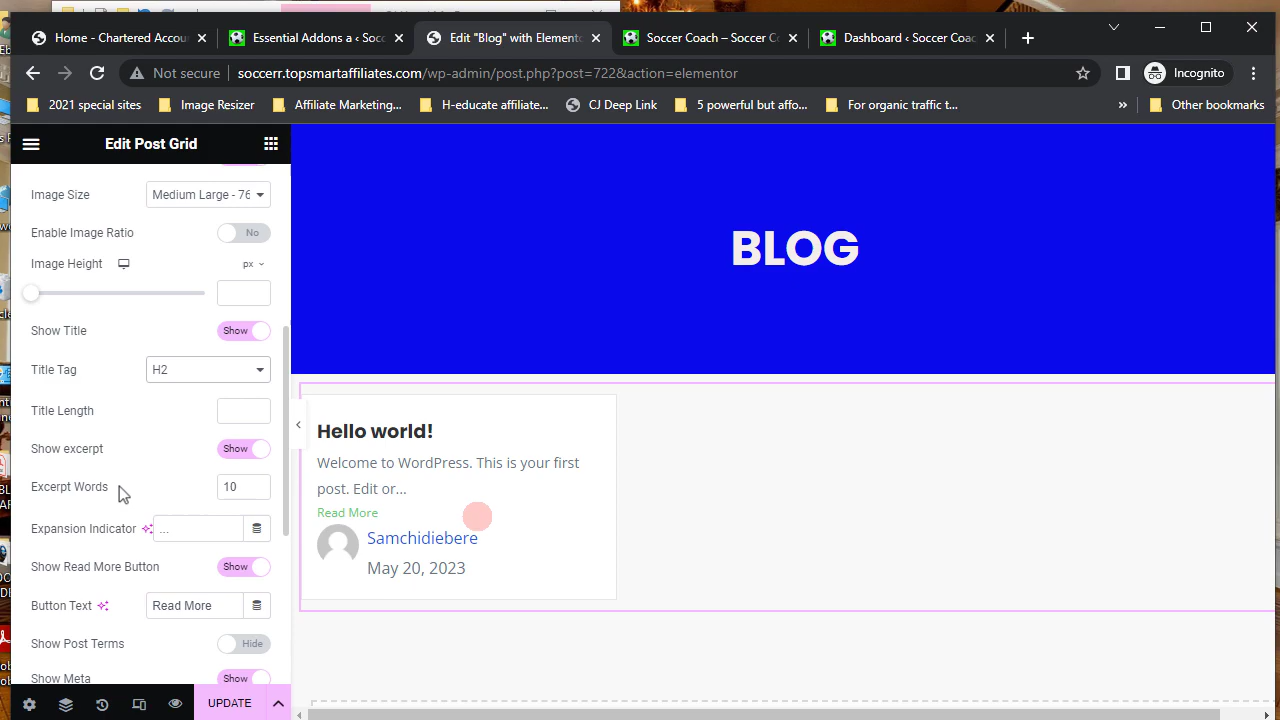 Home - Chartered Accou
Essential Addons a ‹ Socc
Edit "Blog" with Elemento
Soccer Coach – Soccer C
Dashboard ‹ Soccer Coac
Not secure
soccerr.topsmartaffiliates.com/wp-admin/post.php?post=722&action=elementor
Incognito
2021 special sites
Image Resizer
Affiliate Marketing...
H-educate affiliate...
CJ Deep Link
5 powerful but affo...
For organic traffic t...
»
Other bookmarks
Edit Post Grid
Image Size
Medium Large - 76
Enable Image Ratio
No
Image Height
px
Show Title
Show
Title Tag
H2
Title Length
Show excerpt
Show
Excerpt Words
10
Expansion Indicator
...
Show Read More Button
Show
Button Text
Read More
Show Post Terms
Hide
Show Meta
Show
UPDATE
BLOG
Hello world!
Welcome to WordPress. This is your first
post. Edit or...
Read More
Samchidiebere
May 20, 2023